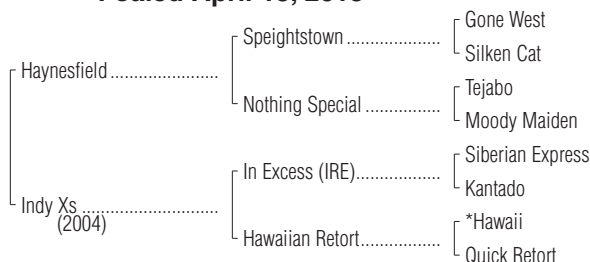 Gone West
Speightstown
Silken Cat
Haynesfield
Tejabo
Nothing Special
Moody Maiden
Siberian Express
In Excess (IRE)
Kantado
Indy Xs
(2004)
*Hawaii
Hawaiian Retort
Quick Retort